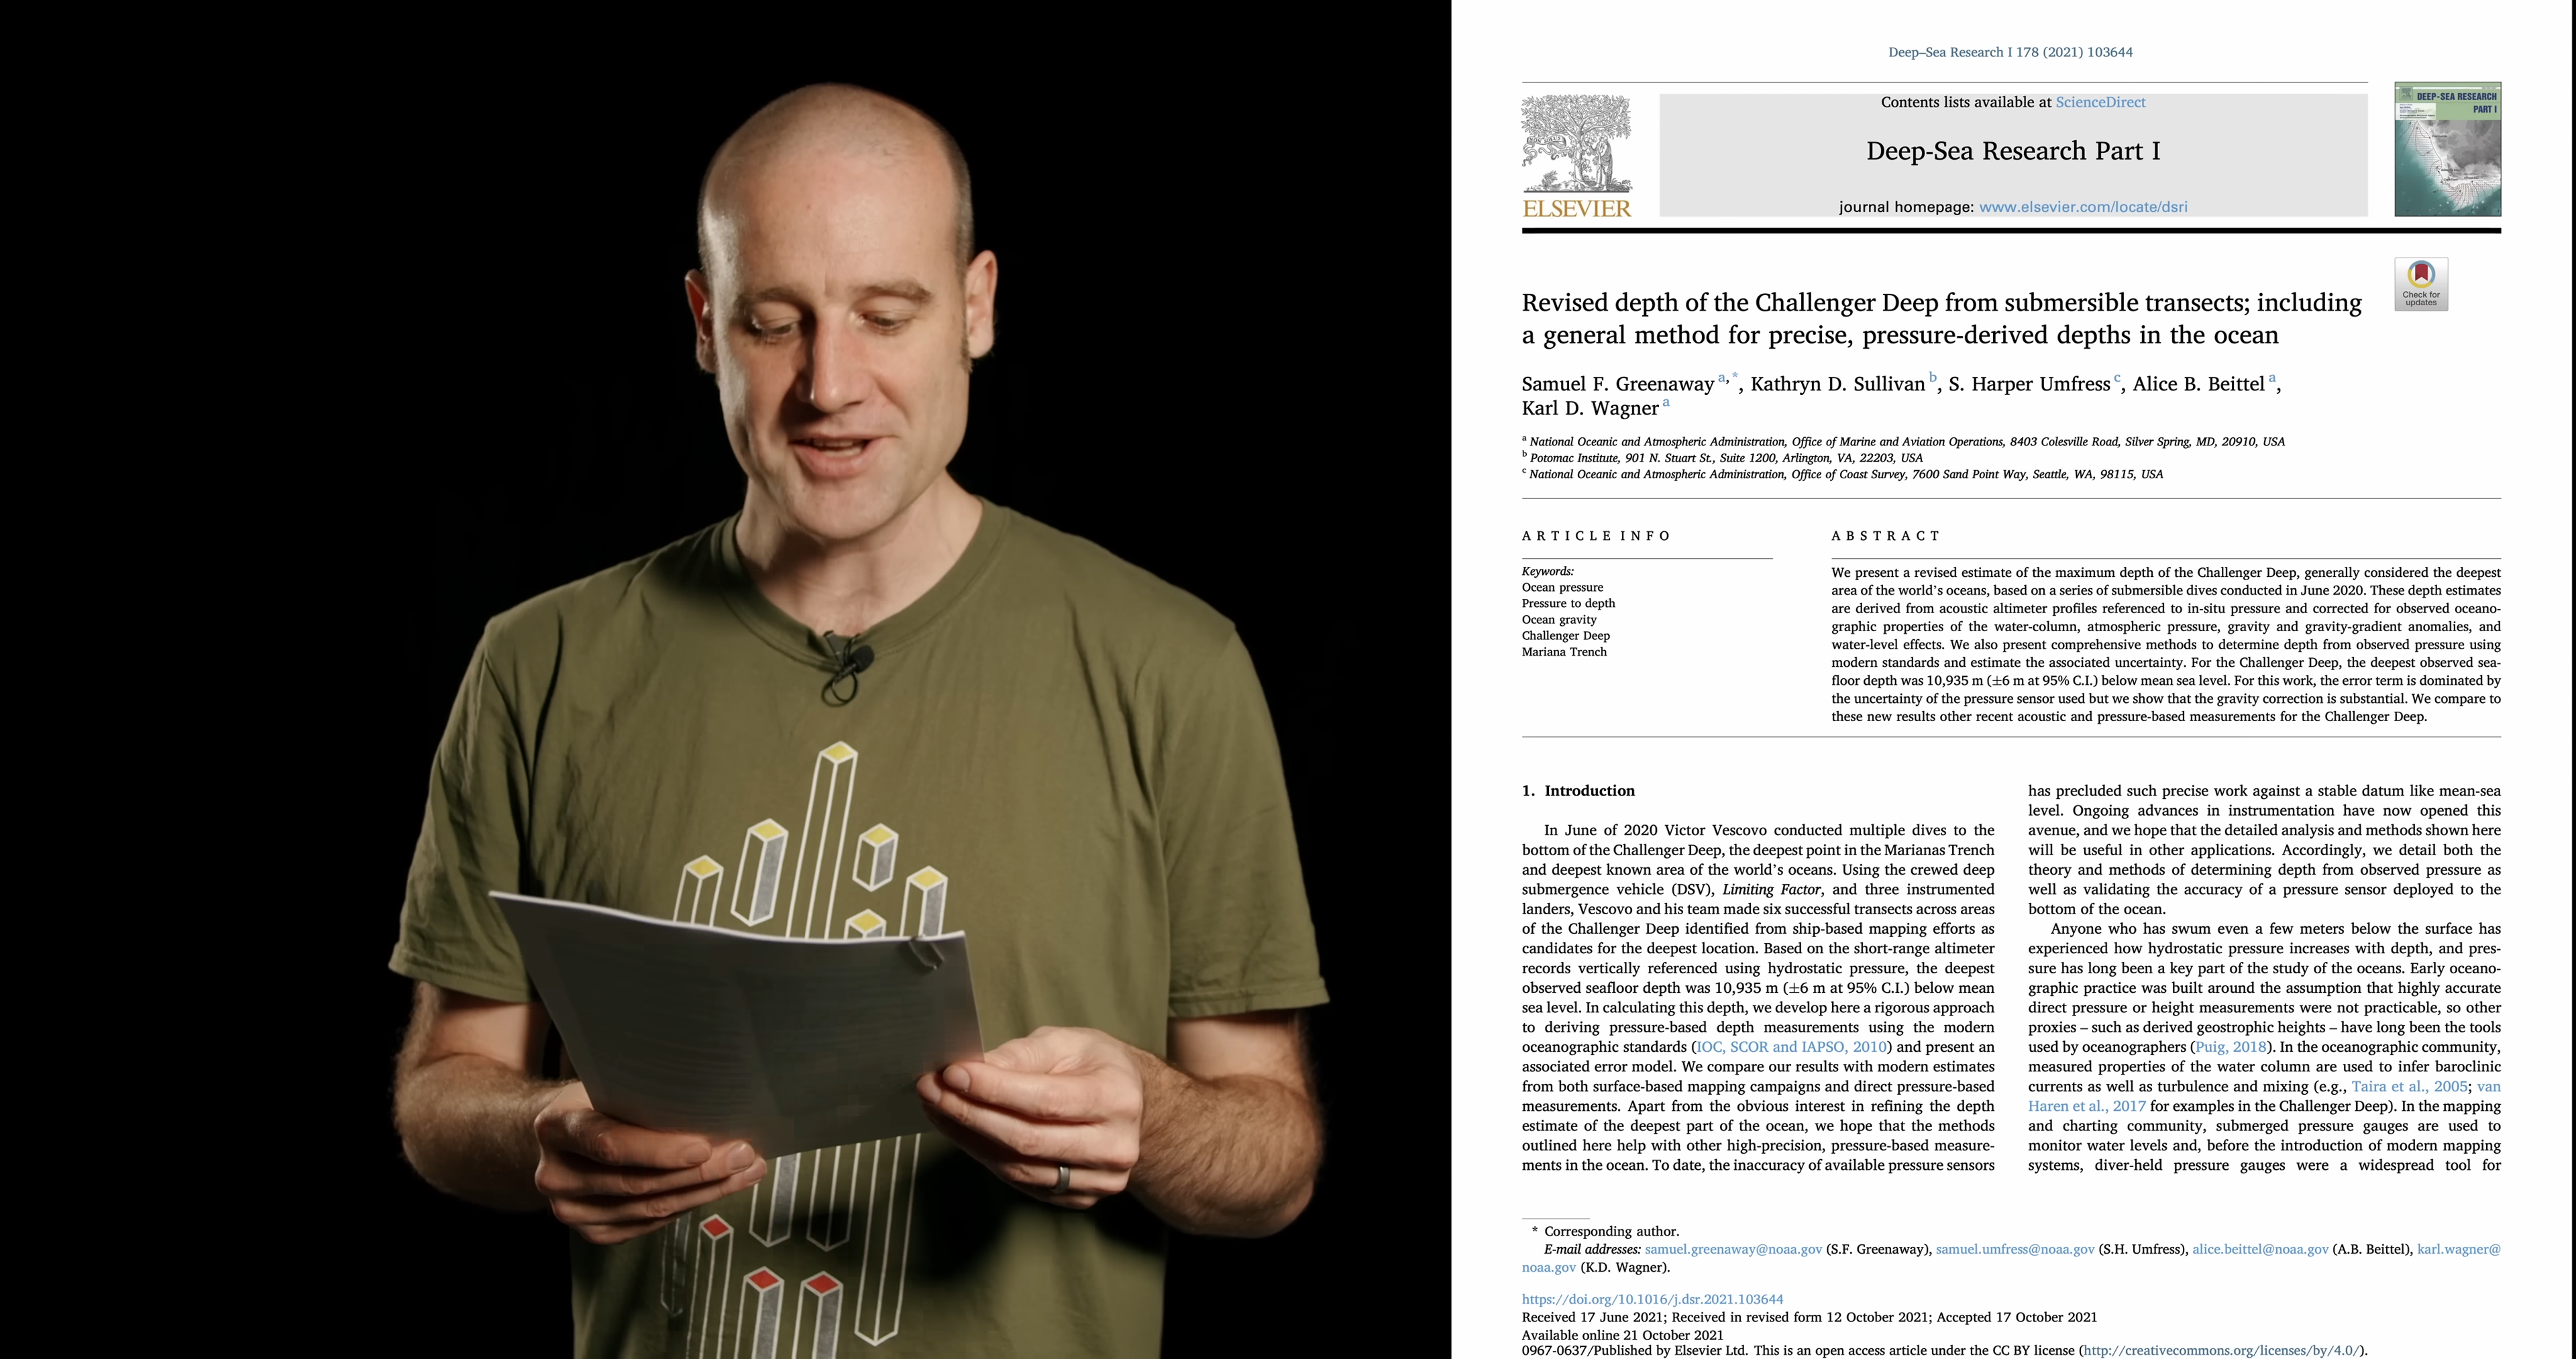 Deep–Sea Research I 178 (2021) 103644
Contents lists available at ScienceDirect
Deep-Sea Research Part I
journal homepage: www.elsevier.com/locate/dsri
ELSEVIER
DEEP-SEA RESEARCH
PART I
Check for
updates
Revised depth of the Challenger Deep from submersible transects; including
a general method for precise, pressure-derived depths in the ocean
Samuel F. Greenaway a,*, Kathryn D. Sullivan b, S. Harper Umfress c, Alice B. Beittel a,
Karl D. Wagner a
a National Oceanic and Atmospheric Administration, Office of Marine and Aviation Operations, 8403 Colesville Road, Silver Spring, MD, 20910, USA
b Potomac Institute, 901 N. Stuart St., Suite 1200, Arlington, VA, 22203, USA
c National Oceanic and Atmospheric Administration, Office of Coast Survey, 7600 Sand Point Way, Seattle, WA, 98115, USA
ARTICLE INFO
Keywords:
Ocean pressure
Pressure to depth
Ocean gravity
Challenger Deep
Mariana Trench
ABSTRACT
We present a revised estimate of the maximum depth of the Challenger Deep, generally considered the deepest
area of the world's oceans, based on a series of submersible dives conducted in June 2020. These depth estimates
are derived from acoustic altimeter profiles referenced to in-situ pressure and corrected for observed oceano-
graphic properties of the water-column, atmospheric pressure, gravity and gravity-gradient anomalies, and
water-level effects. We also present comprehensive methods to determine depth from observed pressure using
modern standards and estimate the associated uncertainty. For the Challenger Deep, the deepest observed sea-
floor depth was 10,935 m (±6 m at 95% C.I.) below mean sea level. For this work, the error term is dominated by
the uncertainty of the pressure sensor used but we show that the gravity correction is substantial. We compare to
these new results other recent acoustic and pressure-based measurements for the Challenger Deep.
1. Introduction
In June of 2020 Victor Vescovo conducted multiple dives to the
bottom of the Challenger Deep, the deepest point in the Marianas Trench
and deepest known area of the world's oceans. Using the crewed deep
submergence vehicle (DSV), Limiting Factor, and three instrumented
landers, Vescovo and his team made six successful transects across areas
of the Challenger Deep identified from ship-based mapping efforts as
candidates for the deepest location. Based on the short-range altimeter
records vertically referenced using hydrostatic pressure, the deepest
observed seafloor depth was 10,935 m (±6 m at 95% C.I.) below mean
sea level. In calculating this depth, we develop here a rigorous approach
to deriving pressure-based depth measurements using the modern
oceanographic standards (IOC, SCOR and IAPSO, 2010) and present an
associated error model. We compare our results with modern estimates
from both surface-based mapping campaigns and direct pressure-based
measurements. Apart from the obvious interest in refining the depth
estimate of the deepest part of the ocean, we hope that the methods
outlined here help with other high-precision, pressure-based measure-
ments in the ocean. To date, the inaccuracy of available pressure sensors
has precluded such precise work against a stable datum like mean-sea
level. Ongoing advances in instrumentation have now opened this
avenue, and we hope that the detailed analysis and methods shown here
will be useful in other applications. Accordingly, we detail both the
theory and methods of determining depth from observed pressure as
well as validating the accuracy of a pressure sensor deployed to the
bottom of the ocean.
Anyone who has swum even a few meters below the surface has
experienced how hydrostatic pressure increases with depth, and pres-
sure has long been a key part of the study of the oceans. Early oceano-
graphic practice was built around the assumption that highly accurate
direct pressure or height measurements were not practicable, so other
proxies – such as derived geostrophic heights – have long been the tools
used by oceanographers (Puig, 2018). In the oceanographic community,
measured properties of the water column are used to infer baroclinic
currents as well as turbulence and mixing (e.g., Taira et al., 2005; van
Haren et al., 2017 for examples in the Challenger Deep). In the mapping
and charting community, submerged pressure gauges are used to
monitor water levels and, before the introduction of modern mapping
systems, diver-held pressure gauges were a widespread tool for
* Corresponding author.
E-mail addresses: samuel.greenaway@noaa.gov (S.F. Greenaway), samuel.umfress@noaa.gov (S.H. Umfress), alice.beittel@noaa.gov (A.B. Beittel), karl.wagner@
noaa.gov (K.D. Wagner).
https://doi.org/10.1016/j.dsr.2021.103644
Received 17 June 2021; Received in revised form 12 October 2021; Accepted 17 October 2021
Available online 21 October 2021
0967-0637/Published by Elsevier Ltd. This is an open access article under the CC BY license (http://creativecommons.org/licenses/by/4.0/).